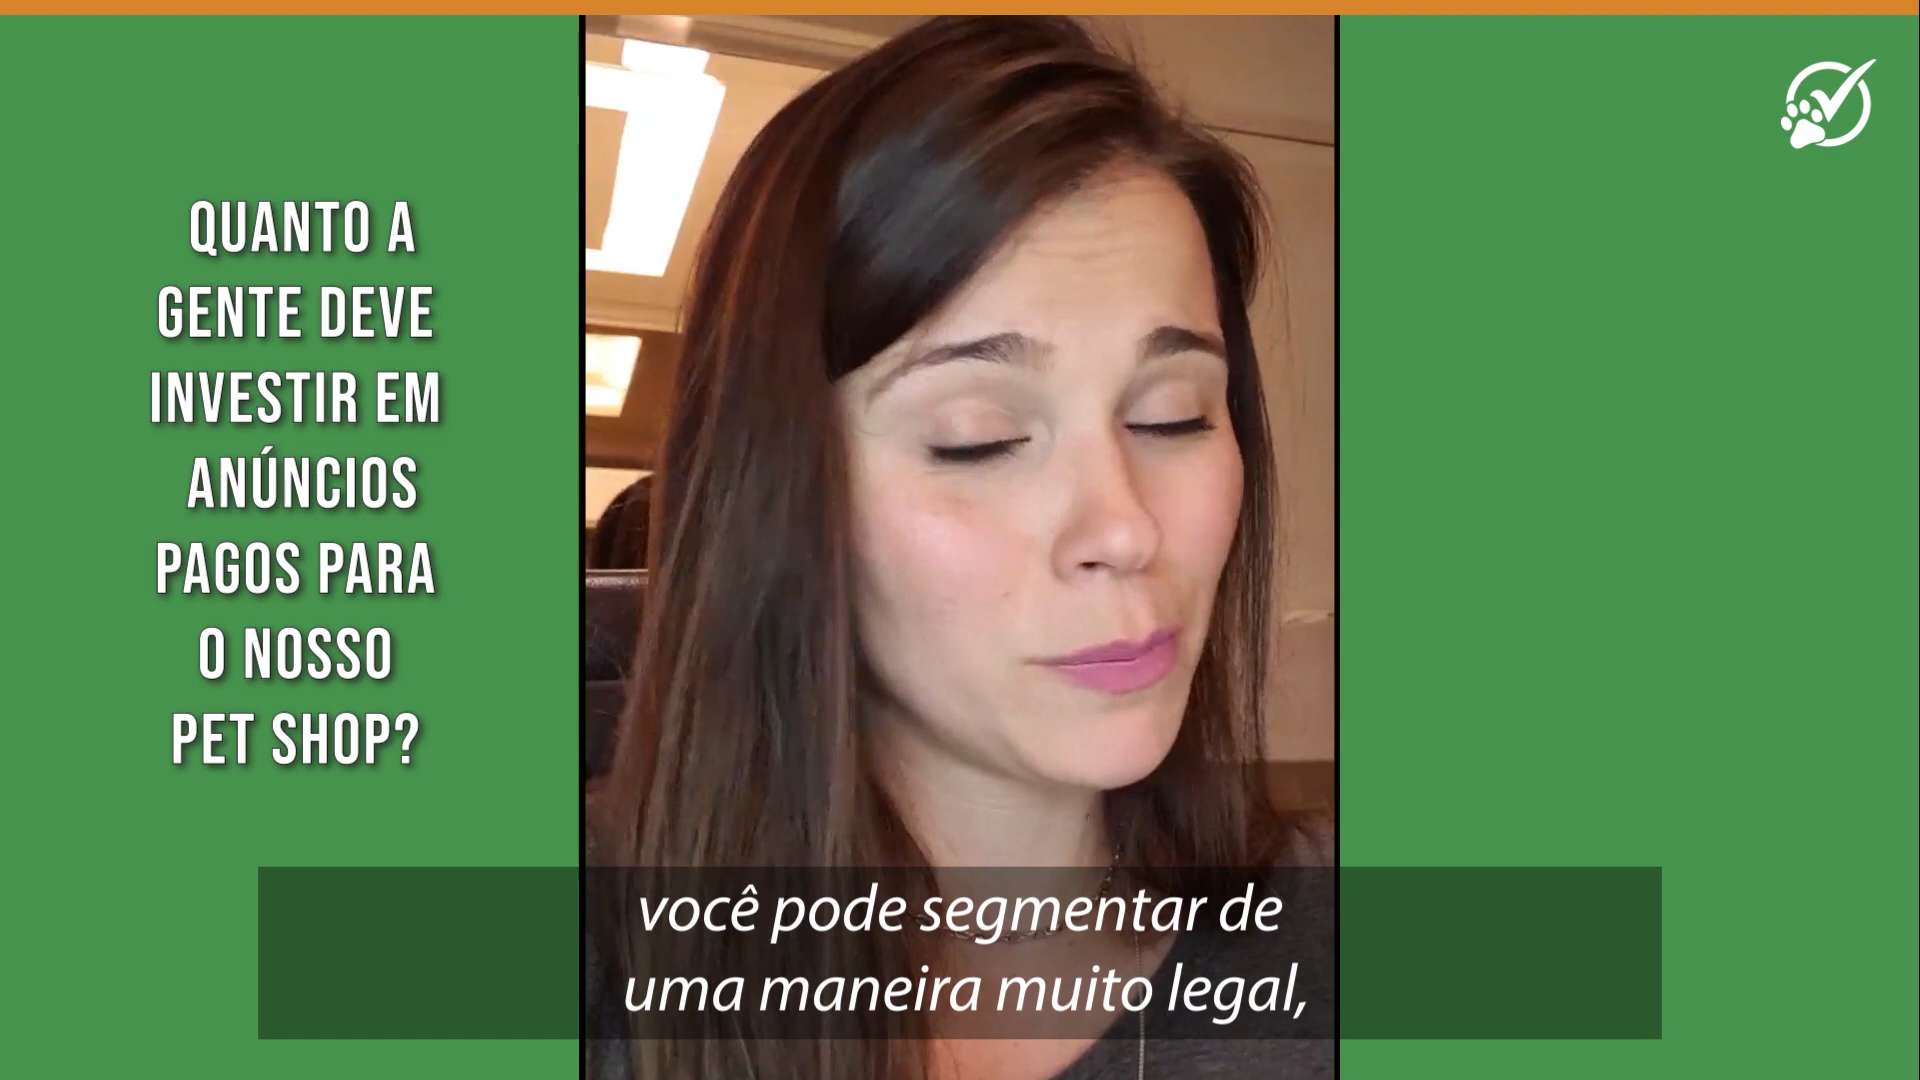 QUANTO A
GENTE DEVE
INVESTIR EM
ANÚNCIOS
PAGOS PARA
O NOSSO
PET SHOP?
você pode segmentar de
uma maneira muito legal,